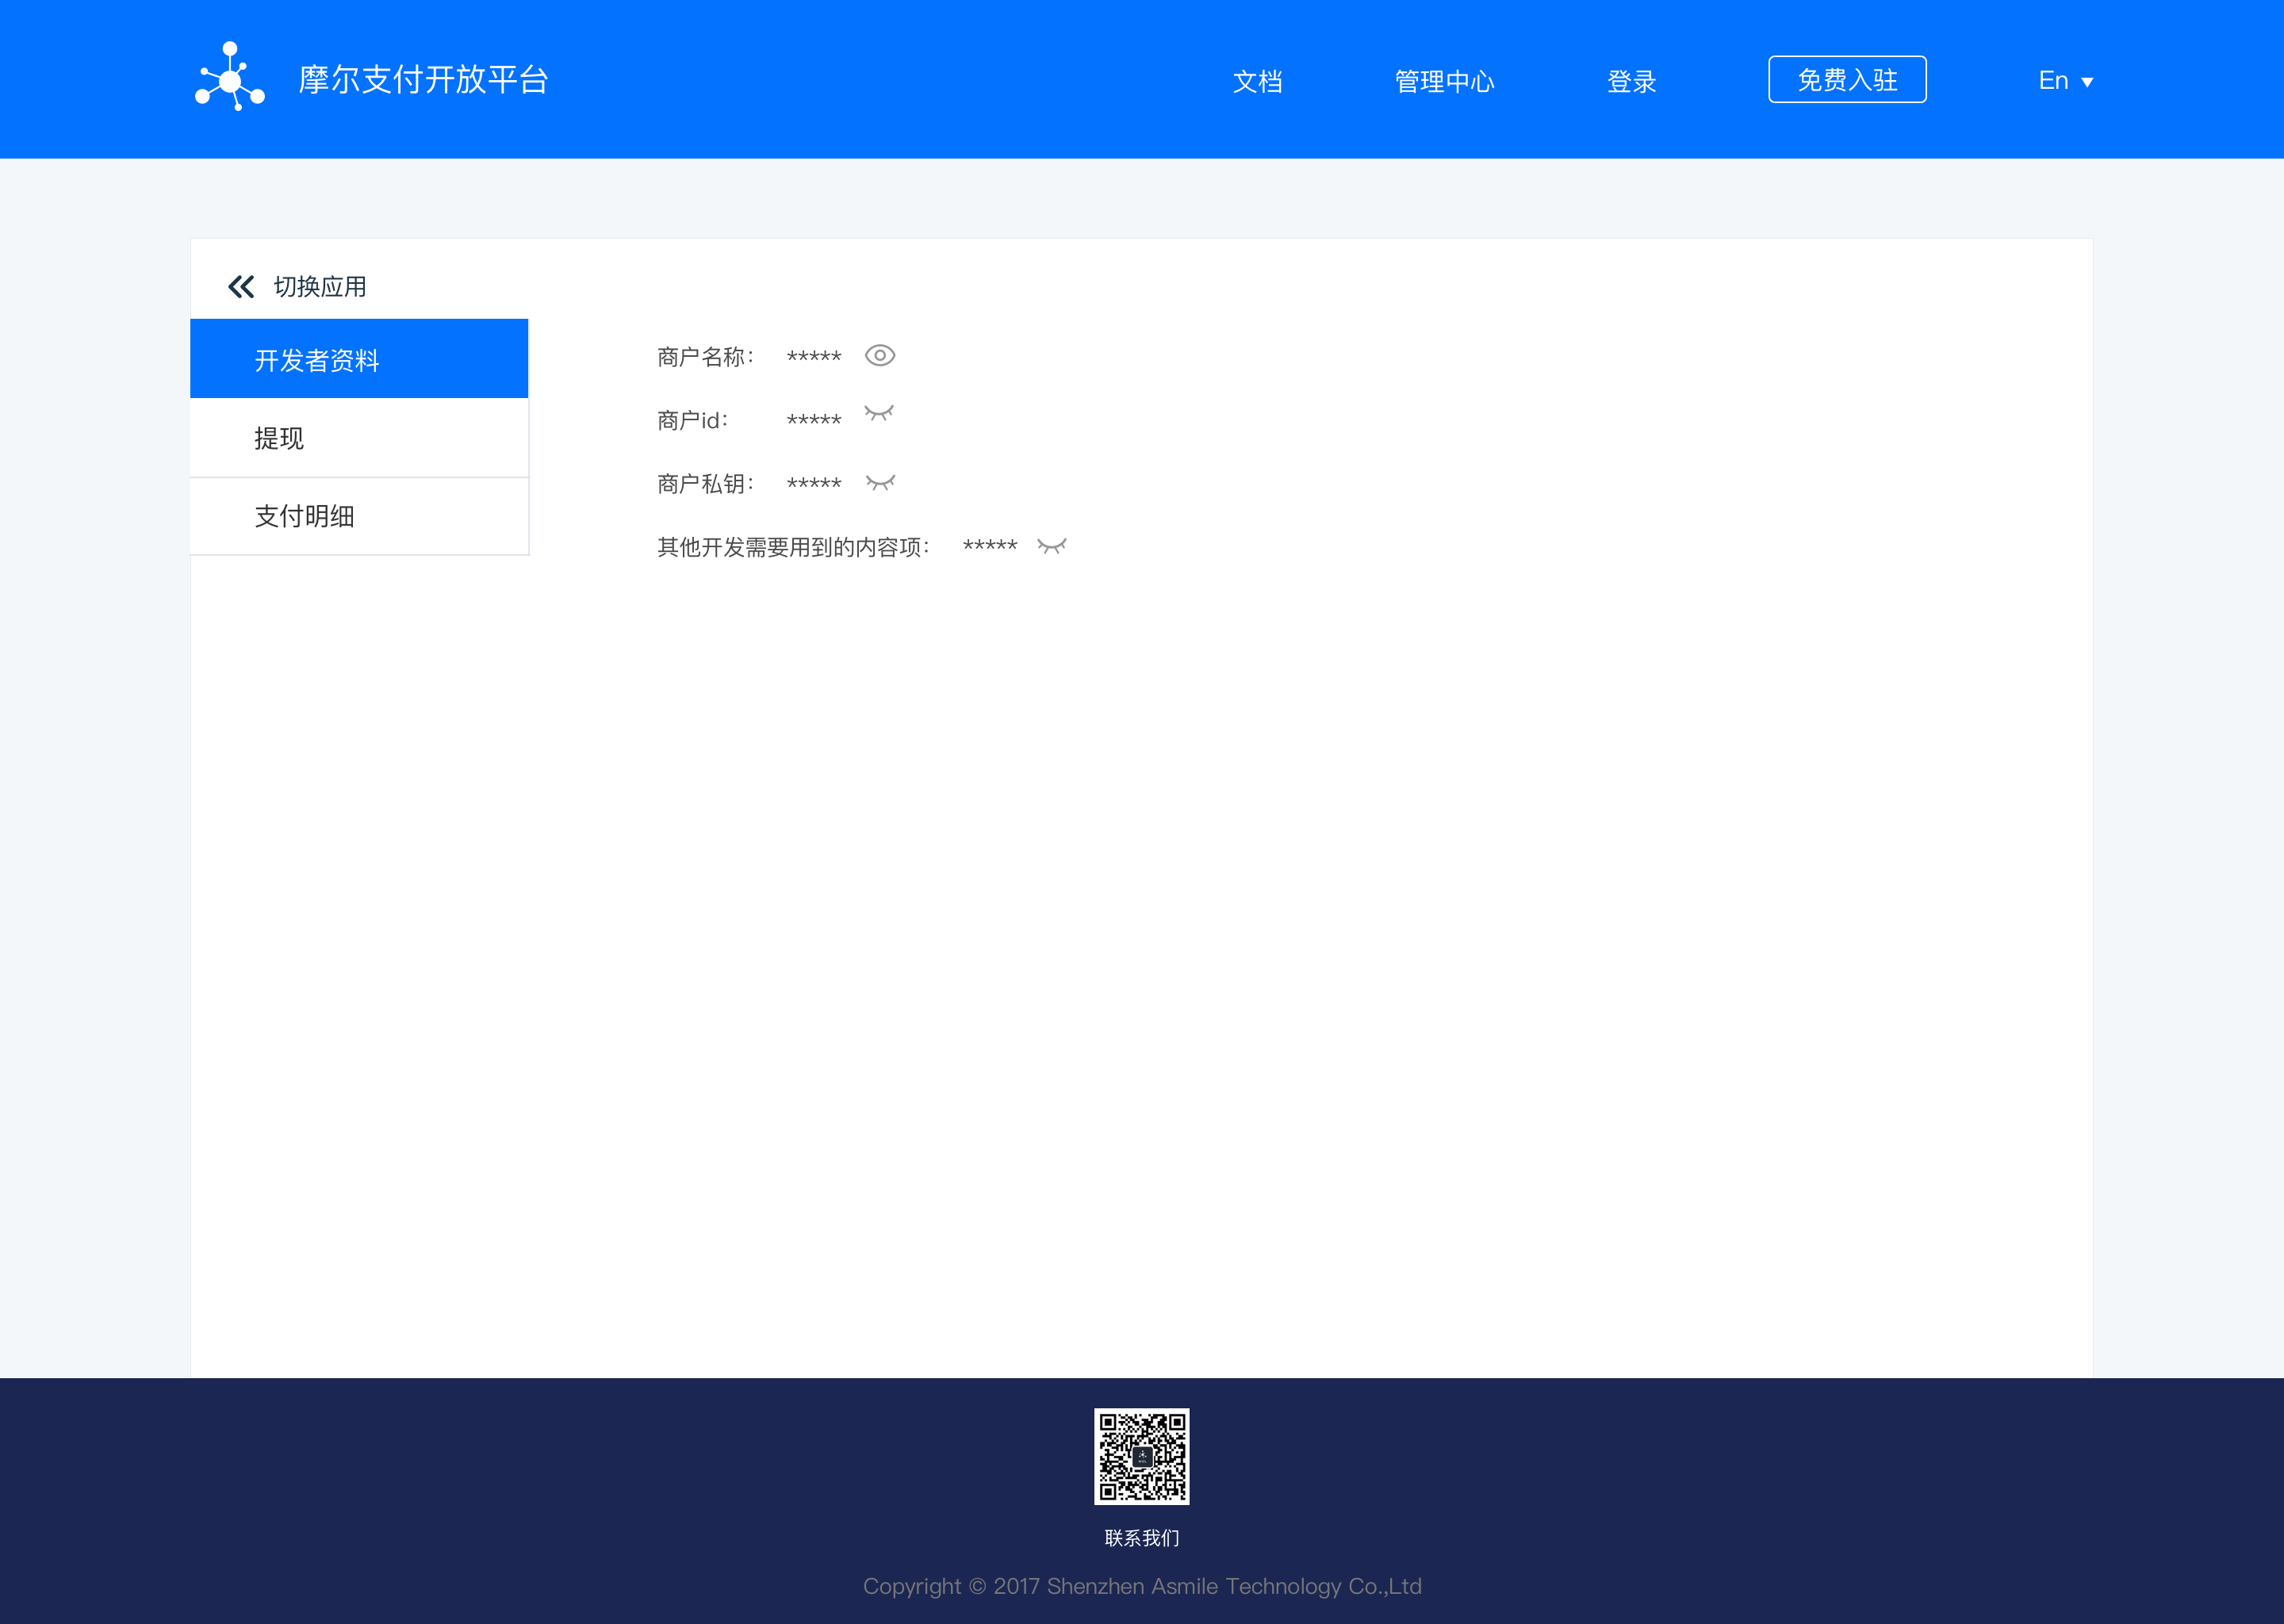 摩尔支付开放平台
文档
管理中心
登录
免费入驻
En
切换应用
开发者资料
提现
支付明细
商户名称： *****
商户id： *****
商户私钥： *****
其他开发需要用到的内容项： *****
联系我们
Copyright © 2017 Shenzhen Asmile Technology Co.,Ltd